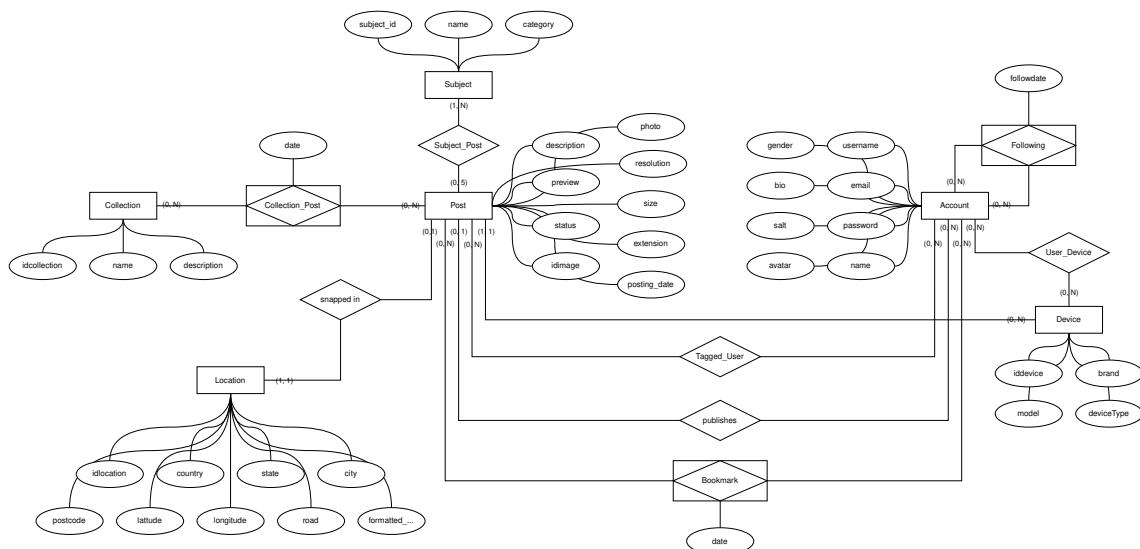 subject_id
name
category
Subject
(1, N)
Subject_Post
(0, 5)
followdate
Following
(0, N)
(0, N)
date
Collection_Post
Collection
(0, N)
(0, N)
idcollection
name
description
Post
description
photo
preview
resolution
size
status
extension
idimage
posting_date
gender
username
bio
email
salt
password
avatar
name
Account
(0,1)
(0, N)
(0, 1)
(0, N)
(1, 1)
(0, N)
(0, N)
(0, N)
(0, N)
User_Device
(0, N)
snapped in
(0, N)
Device
iddevice
brand
model
deviceType
Tagged_User
Location
(1, 1)
publishes
idlocation
country
state
city
postcode
lattude
longitude
road
formatted_...
Bookmark
date